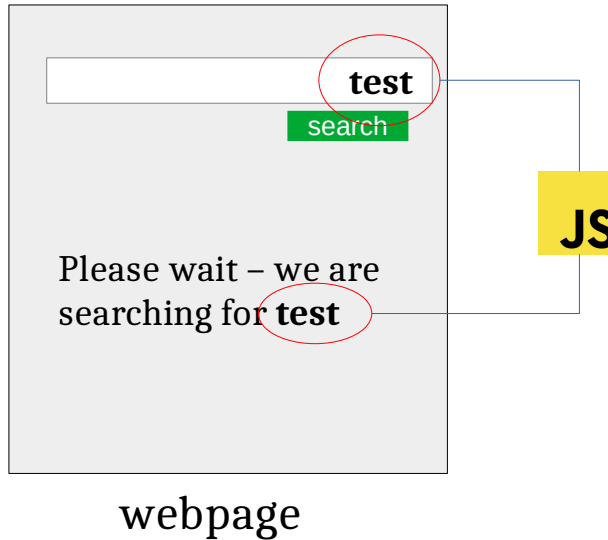 test
search
JS
Please wait – we are
searching for test
webpage